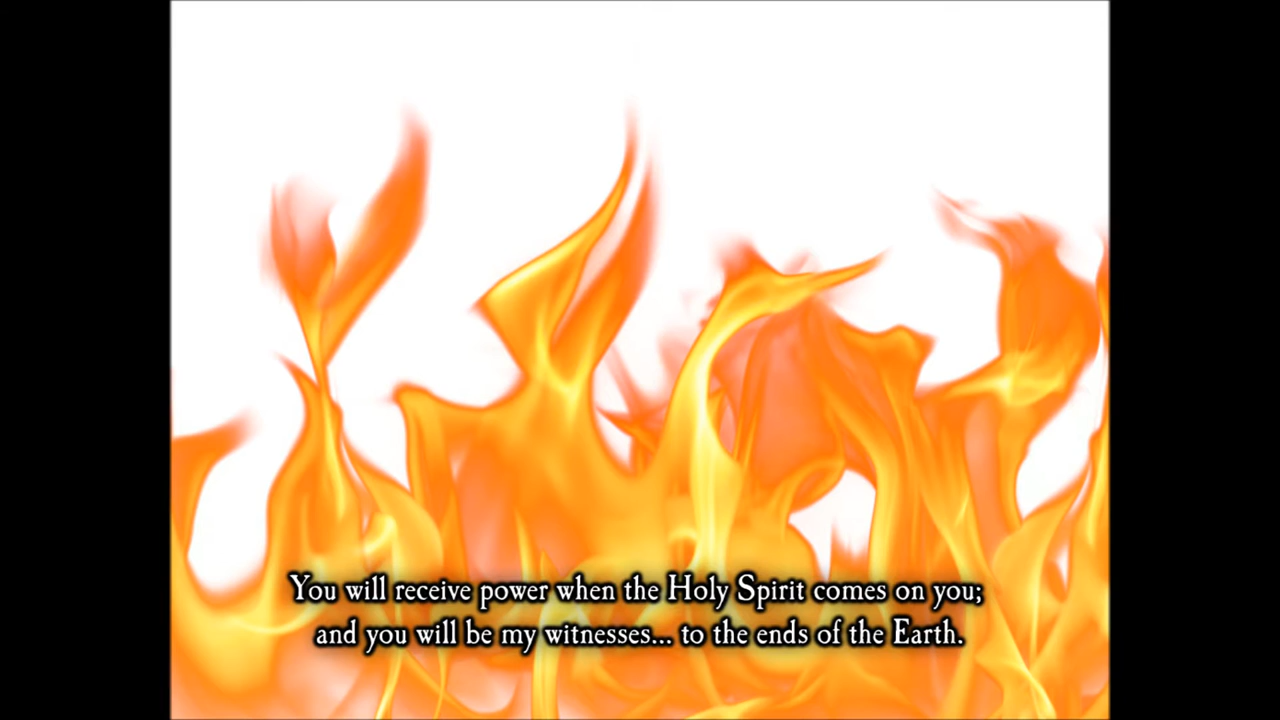 You will receive power when the Holy Spirit comes on you;
and you will be my witnesses... to the ends of the Earth.